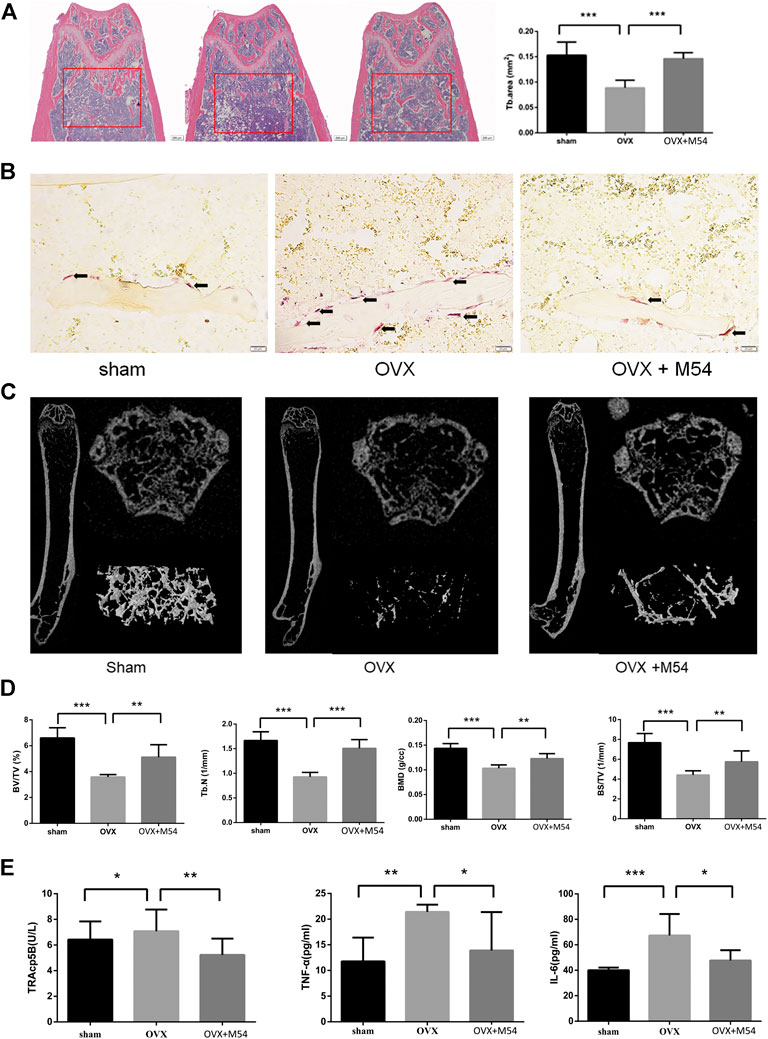 A
***
***
Tb.area (mm²)
0.20
0.15
0.10
0.05
0.00
sham
OVX
OVX+M54
B
sham
OVX
OVX + M54
C
Sham
OVX
OVX +M54
D
***
**
BV/TV (%)
8
6
4
2
0
sham
OVX
OVX+M54
***
***
Tb.N (1/mm)
2.0
1.5
1.0
0.5
0.0
sham
OVX
OVX+M54
***
**
BMD (g/cc)
0.20
0.15
0.10
0.05
0.00
sham
OVX
OVX+M54
***
**
BS/TV (1/mm)
10
8
6
4
2
0
sham
OVX
OVX+M54
E
*
**
TRAcp5B(U/L)
10
8
6
4
2
0
sham
OVX
OVX+M54
**
*
TNF-α(pg/ml)
25
20
15
10
5
0
sham
OVX
OVX+M54
***
*
IL-6(pg/ml)
100
80
60
40
20
0
sham
OVX
OVX+M54